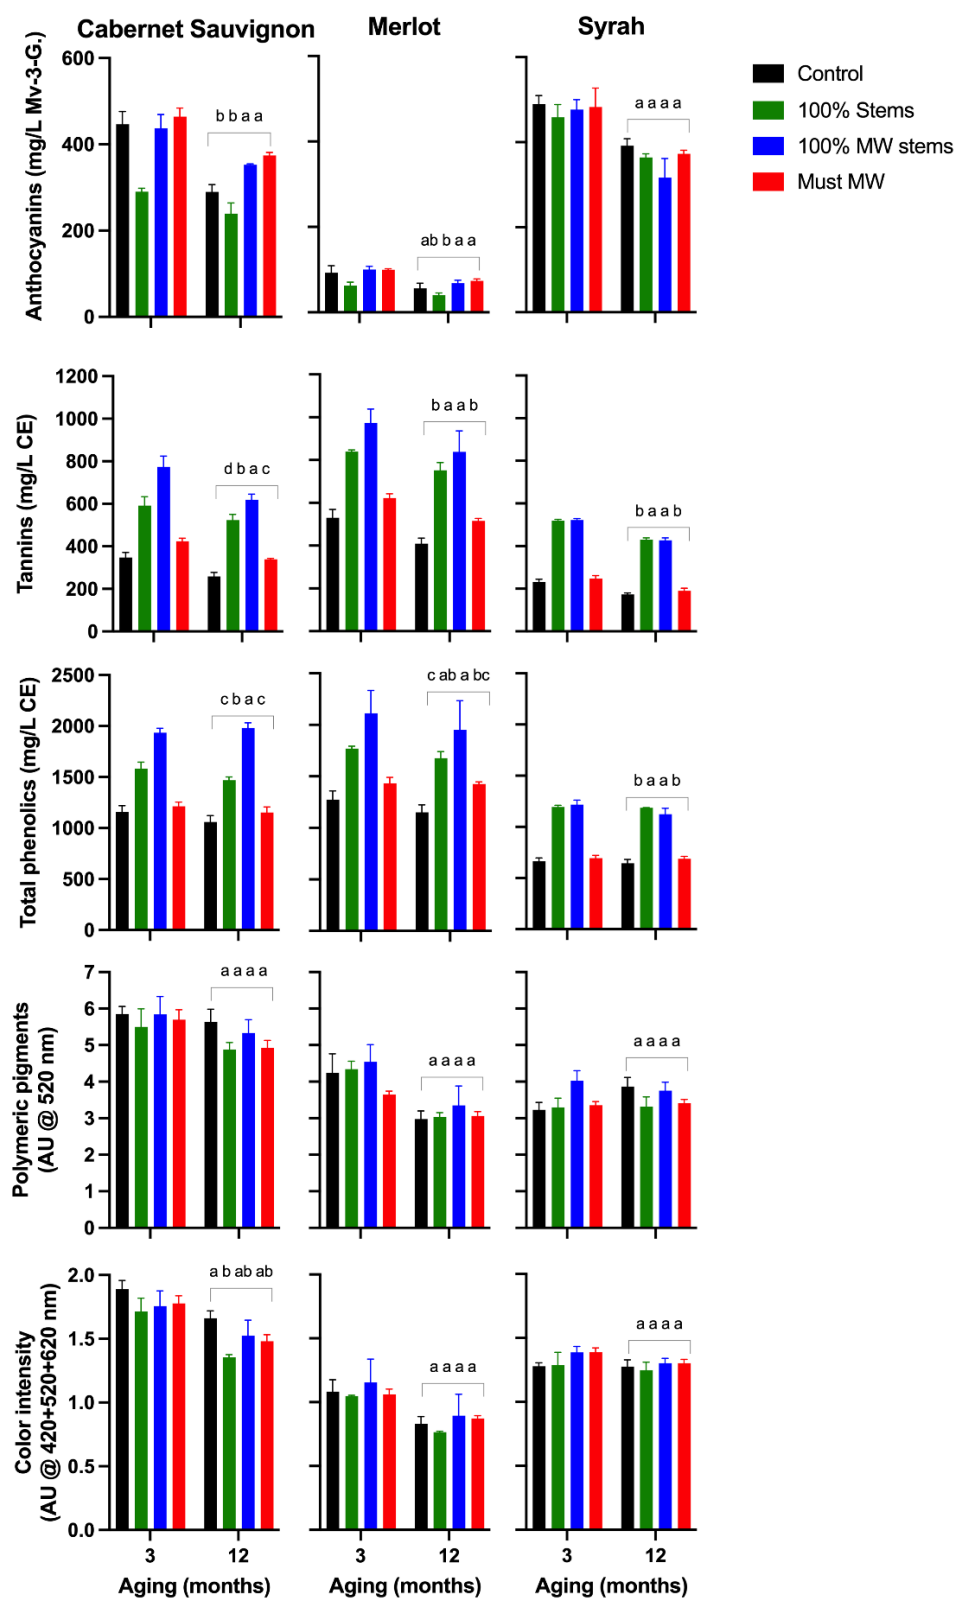 Cabernet Sauvignon Merlot Syrah
Control
100% Stems
100% MW stems
Must MW
Anthocyanins (mg/L Mv-3-G.)
600
400
200
0
b b a a
ab b a a
a a a a
Tannins (mg/L CE)
1200
1000
800
600
400
200
0
d b a c
b a a b
b a a b
Total phenolics (mg/L CE)
2500
2000
1500
1000
500
0
c b a c
c ab a bc
b a a b
Polymeric pigments
(AU @ 520 nm)
7
6
5
4
3
2
1
0
a a a a
a a a a
a a a a
Color intensity
(AU @ 420+520+620 nm)
2.0
1.5
1.0
0.5
0.0
a b ab ab
a a a a
a a a a
3 12 3 12 3 12
Aging (months) Aging (months) Aging (months)